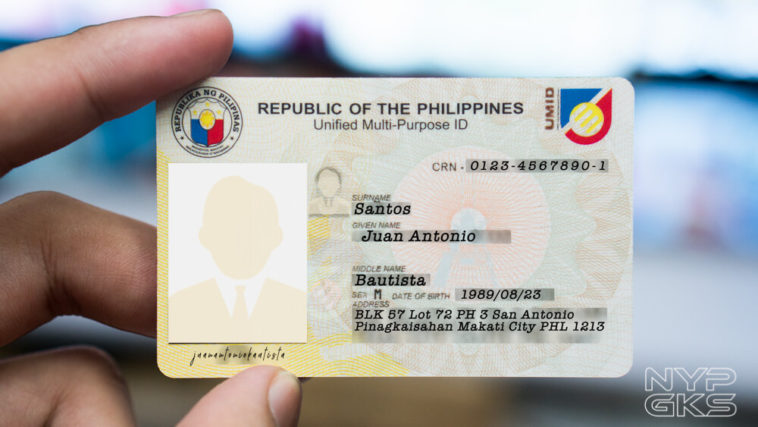 REPUBLIKA NG PILIPINAS
REPUBLIC OF THE PHILIPPINES
Unified Multi-Purpose ID
UMID
CRN - 0123-4567890-1
SURNAME
Santos
GIVEN NAME
Juan Antonio
MIDDLE NAME
Bautista
SEX M DATE OF BIRTH 1989/08/23
ADDRESS
BLK 57 Lot 72 PH 3 San Antonio
Pinagkaisahan Makati City PHL 1213
NYP
GKS